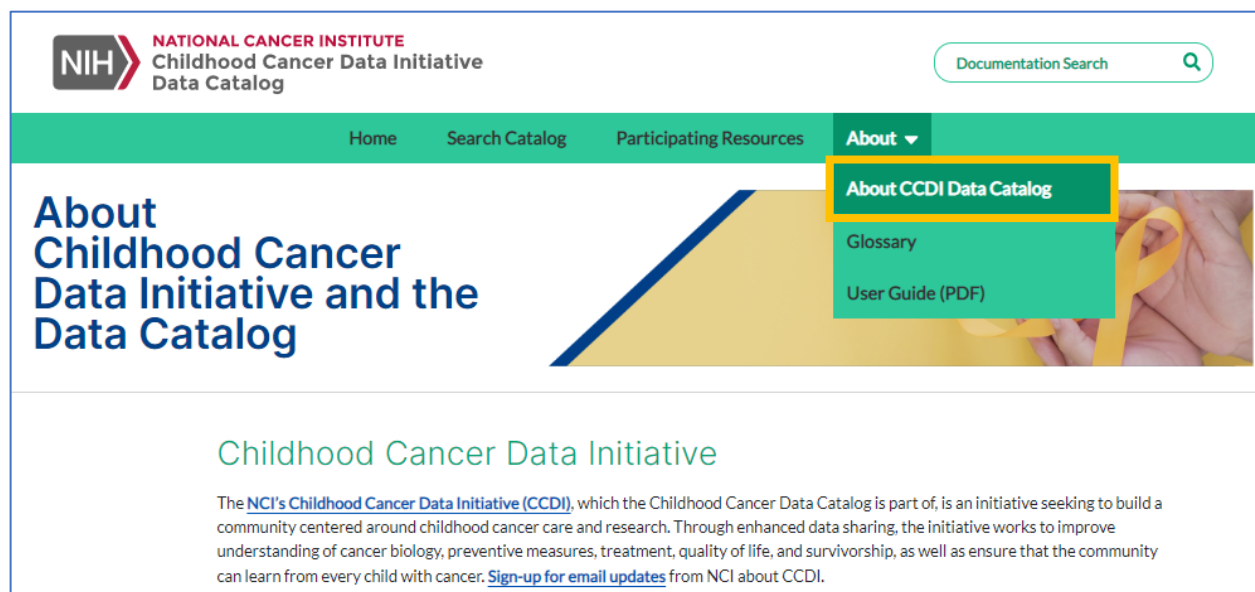 NIH
NATIONAL CANCER INSTITUTE
Childhood Cancer Data Initiative
Data Catalog
Documentation Search
Home Search Catalog Participating Resources About
About CCDI Data Catalog
Glossary
User Guide (PDF)
About
Childhood Cancer
Data Initiative and the
Data Catalog
Childhood Cancer Data Initiative
The NCI's Childhood Cancer Data Initiative (CCDI), which the Childhood Cancer Data Catalog is part of, is an initiative seeking to build a
community centered around childhood cancer care and research. Through enhanced data sharing, the initiative works to improve
understanding of cancer biology, preventive measures, treatment, quality of life, and survivorship, as well as ensure that the community
can learn from every child with cancer. Sign-up for email updates from NCI about CCDI.